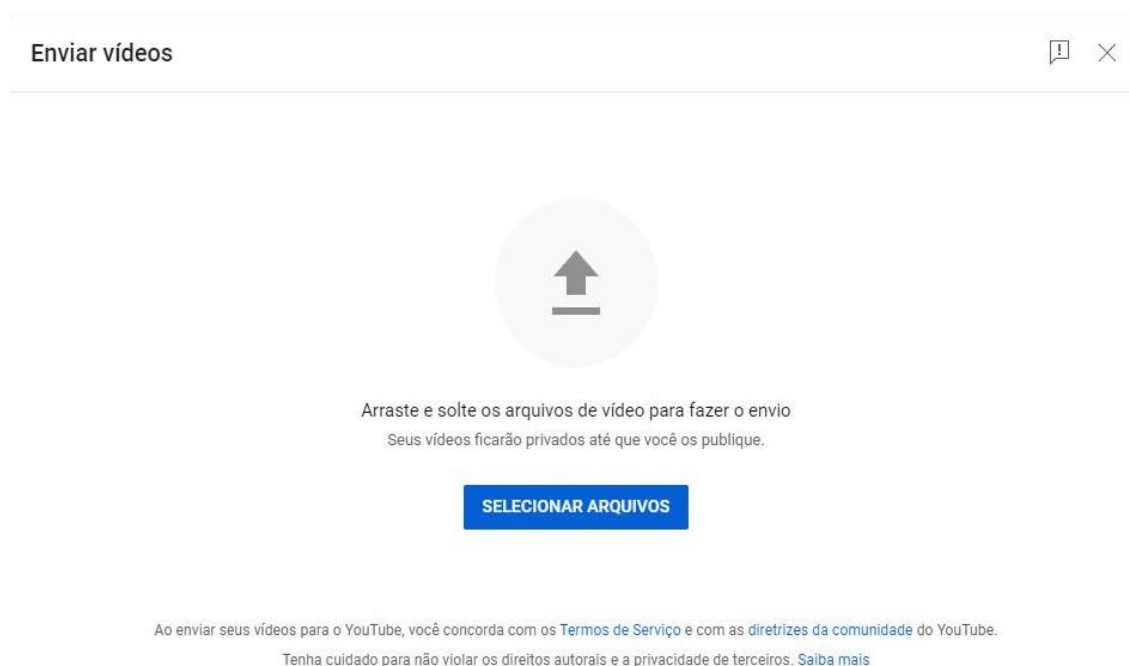 Enviar vídeos
Arraste e solte os arquivos de vídeo para fazer o envio
Seus vídeos ficarão privados até que você os publique.
SELECIONAR ARQUIVOS
Ao enviar seus vídeos para o YouTube, você concorda com os Termos de Serviço e com as diretrizes da comunidade do YouTube.
Tenha cuidado para não violar os direitos autorais e a privacidade de terceiros. Saiba mais